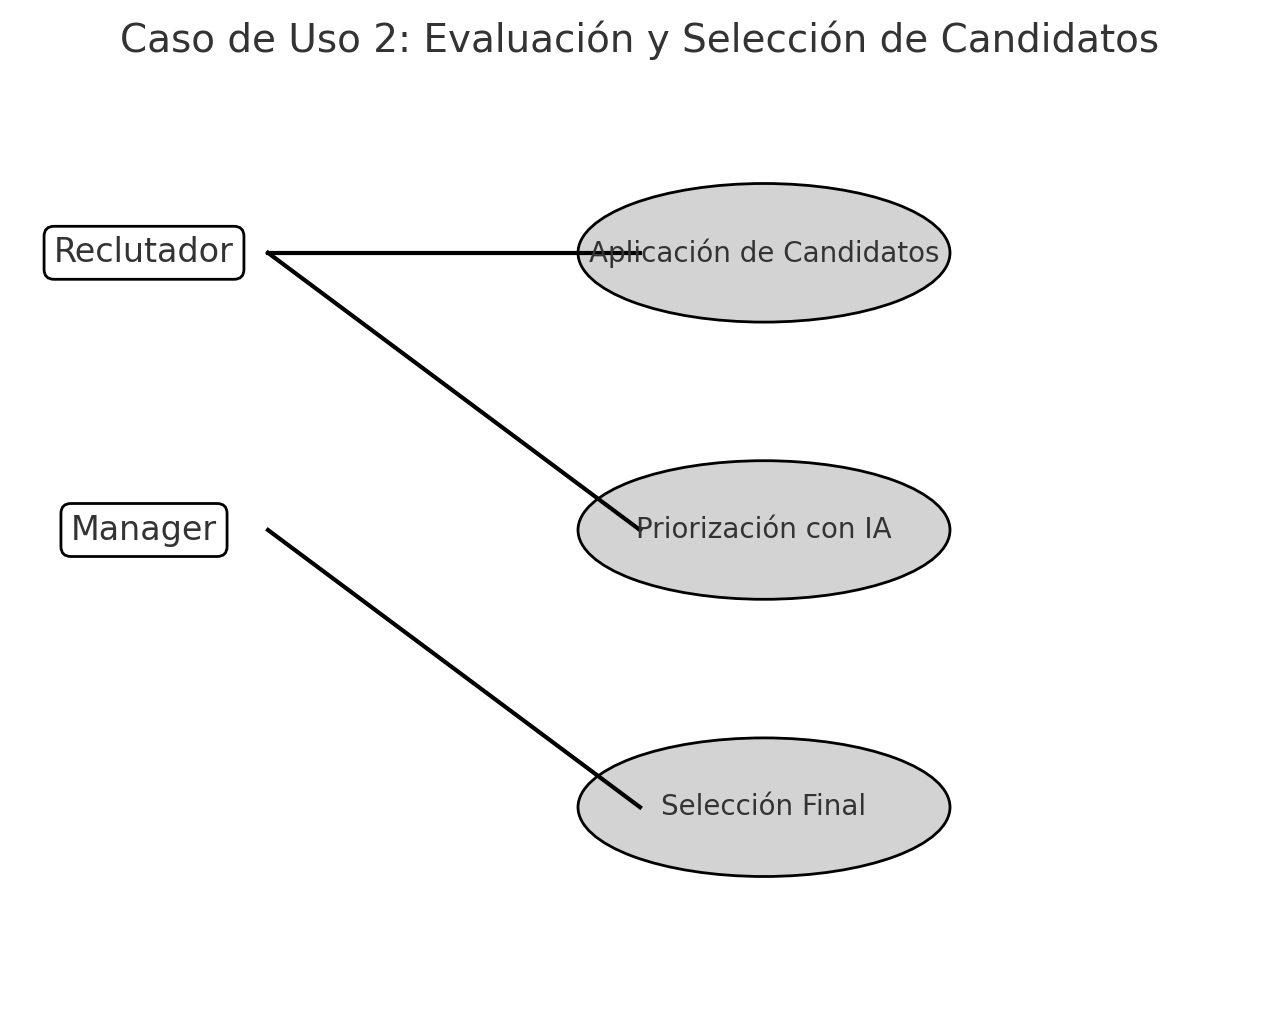 Caso de Uso 2: Evaluación y Selección de Candidatos
Reclutador
Aplicación de Candidatos
Manager
Priorización con IA
Selección Final